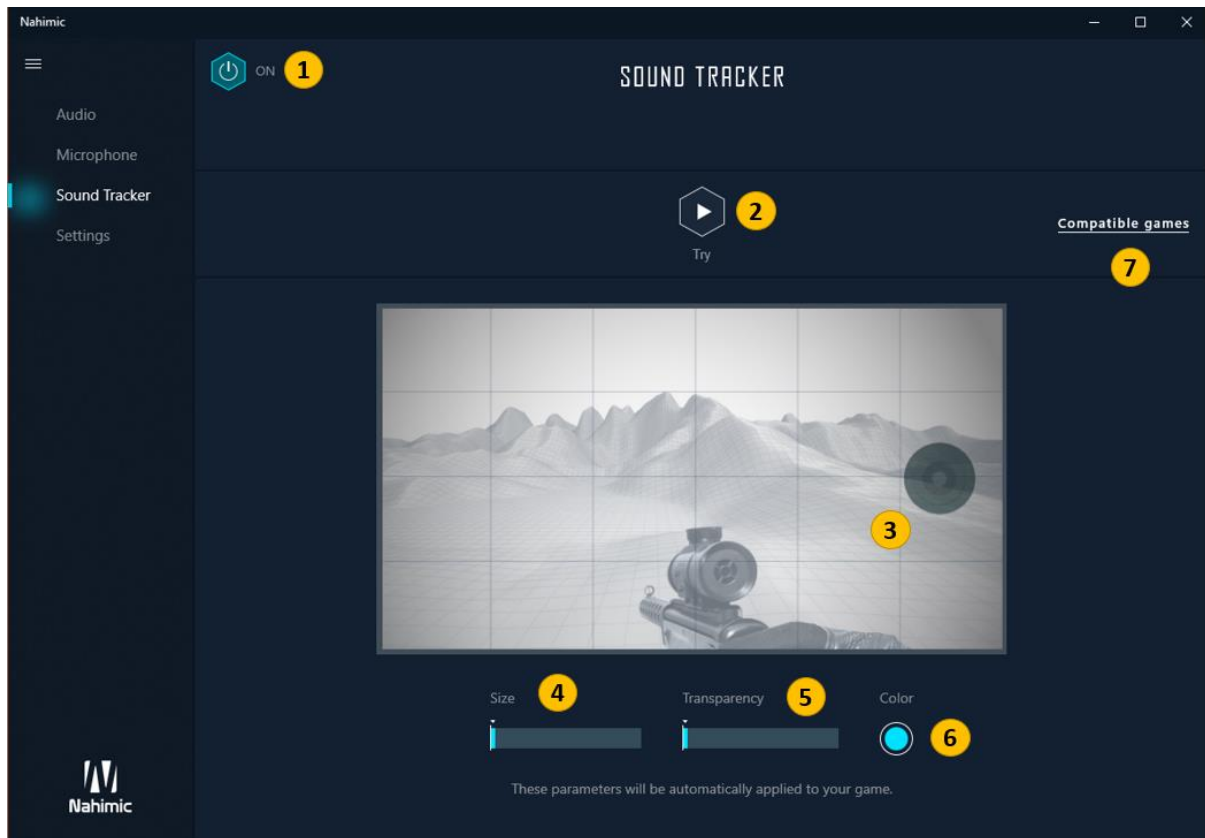 Nahimic
ON 1
SOUND TRACKER
Audio
Microphone
Sound Tracker
Settings
2
Try
Compatible games
7
3
Size 4
Transparency 5
Color
6
These parameters will be automatically applied to your game.
Nahimic